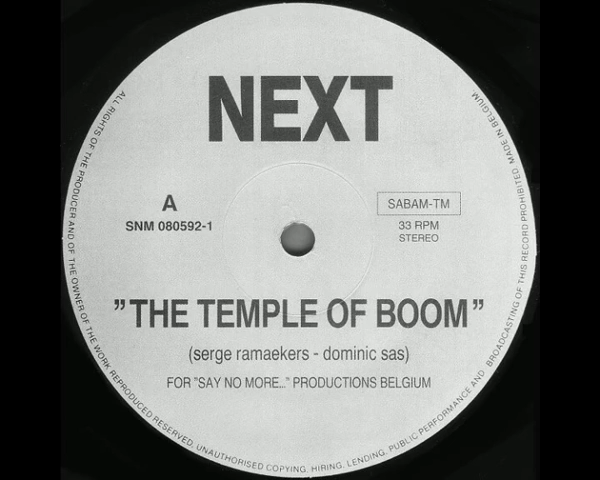 NEXT
A
SNM 080592-1
SABAM-TM
33 RPM
STEREO
"THE TEMPLE OF BOOM"
(serge ramaekers - dominic sas)
FOR "SAY NO MORE..." PRODUCTIONS BELGIUM
ALL RIGHTS OF THE PRODUCER AND OF THE OWNER OF THE WORK REPRODUCED RESERVED. UNAUTHORISED COPYING, HIRING, LENDING, PUBLIC PERFORMANCE AND BROADCASTING OF THIS RECORD PROHIBITED MADE IN BELGIUM